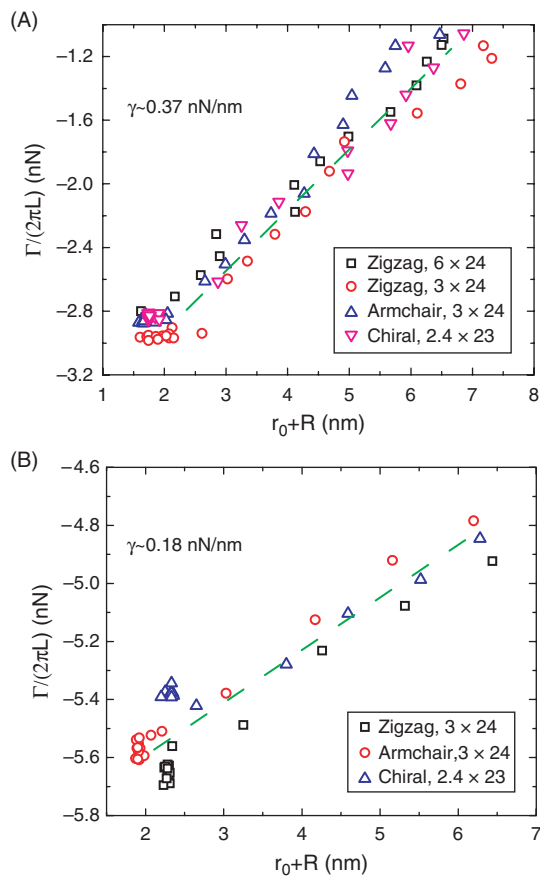 (A)
−1.2
−1.6
−2.0
−2.4
−2.8
−3.2
Γ/(2πL) (nN)
γ~0.37 nN/nm
Zigzag, 6 × 24
Zigzag, 3 × 24
Armchair, 3 × 24
Chiral, 2.4 × 23
1 2 3 4 5 6 7
r0+R (nm)
(B)
−4.6
−4.8
−5.0
−5.2
−5.4
−5.6
−5.8
Γ/(2πL) (nN)
γ~0.18 nN/nm
Zigzag, 3 × 24
Armchair,3 × 24
Chiral, 2.4 × 23
2 3 4 5 6 7
r0+R (nm)